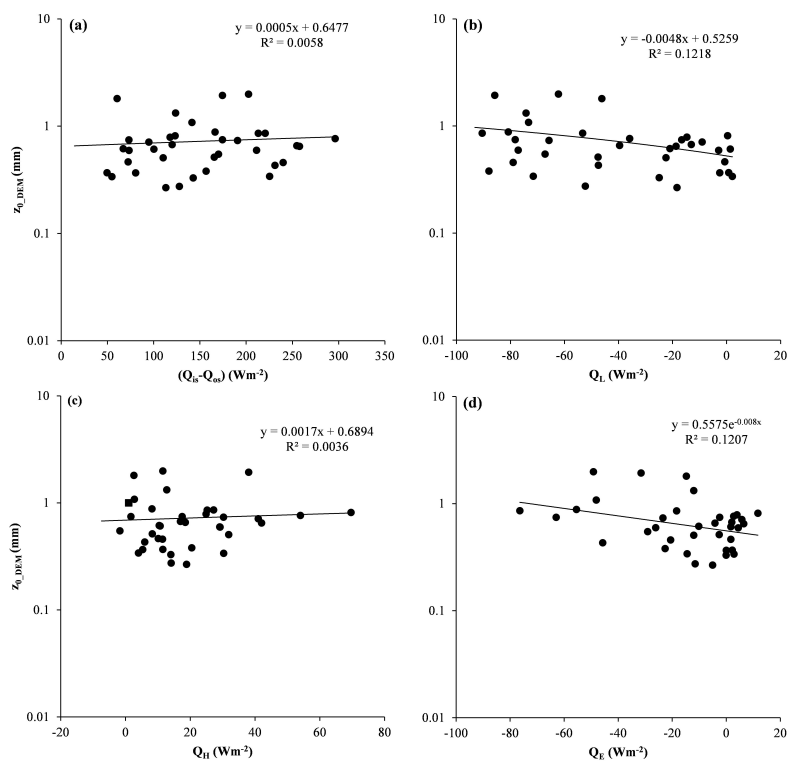 (a)
y = 0.0005x + 0.6477
R² = 0.0058
10
1
0.1
0.01
z0_DEM (mm)
0 50 100 150 200 250 300 350
(Qis-Qos) (Wm-2)
(b)
y = -0.0048x + 0.5259
R² = 0.1218
10
1
0.1
0.01
-100 -80 -60 -40 -20 0 20
QL (Wm-2)
(c)
y = 0.0017x + 0.6894
R² = 0.0036
10
1
0.1
0.01
z0_DEM (mm)
-20 0 20 40 60 80
QH (Wm-2)
(d)
y = 0.5575e-0.008x
R² = 0.1207
10
1
0.1
0.01
-100 -80 -60 -40 -20 0 20
QE (Wm-2)